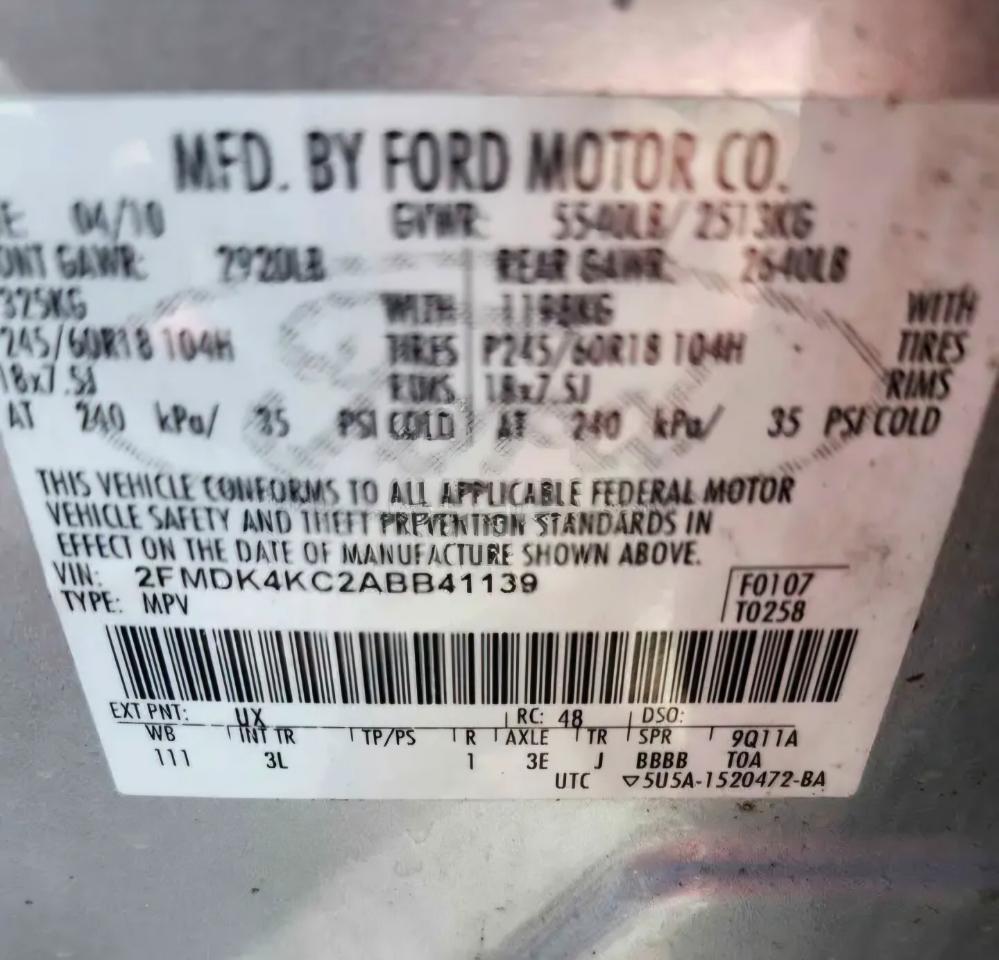 MFD. BY FORD MOTOR CO.
E: 04/10 GVWR: 5540LB/ 2513KG
ONT GAWR: 2920LB REAR GAWR: 2640LB
325KG WITH 1198KG WITH
245/60R18 104H TIRES P245/60R18 104H TIRES
18x7.5J RIMS 18x7.5J RIMS
AT 240 kPa/ 35 PSI COLD AT 240 kPa/ 35 PSI COLD
THIS VEHICLE CONFORMS TO ALL APPLICABLE FEDERAL MOTOR
VEHICLE SAFETY AND THEFT PREVENTION STANDARDS IN
EFFECT ON THE DATE OF MANUFACTURE SHOWN ABOVE.
VIN: 2FMDK4KC2ABB41139 F0107
TYPE: MPV T0258
EXT PNT: UX RC: 48 DSO:
WB INT TR TP/PS R AXLE TR SPR 9Q11A
111 3L 1 3E J BBBB T0A
UTC ▽5U5A-1520472-BA